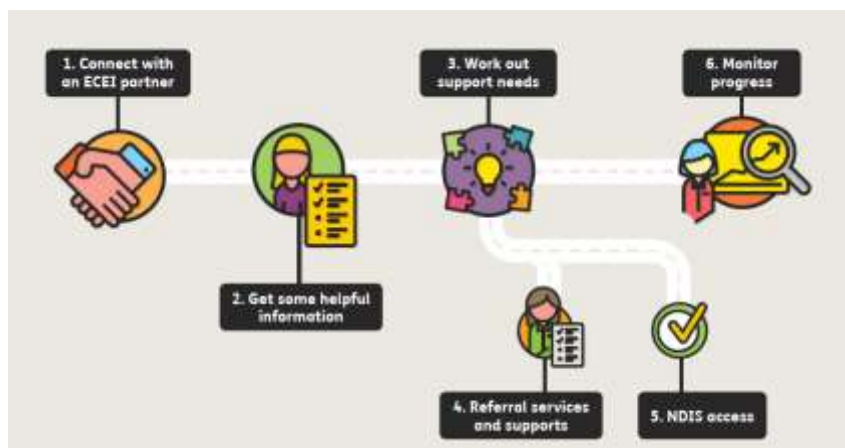 1. Connect with
an ECEI partner
2. Get some helpful
information
3. Work out
support needs
4. Referral services
and supports
5. NDIS access
6. Monitor
progress